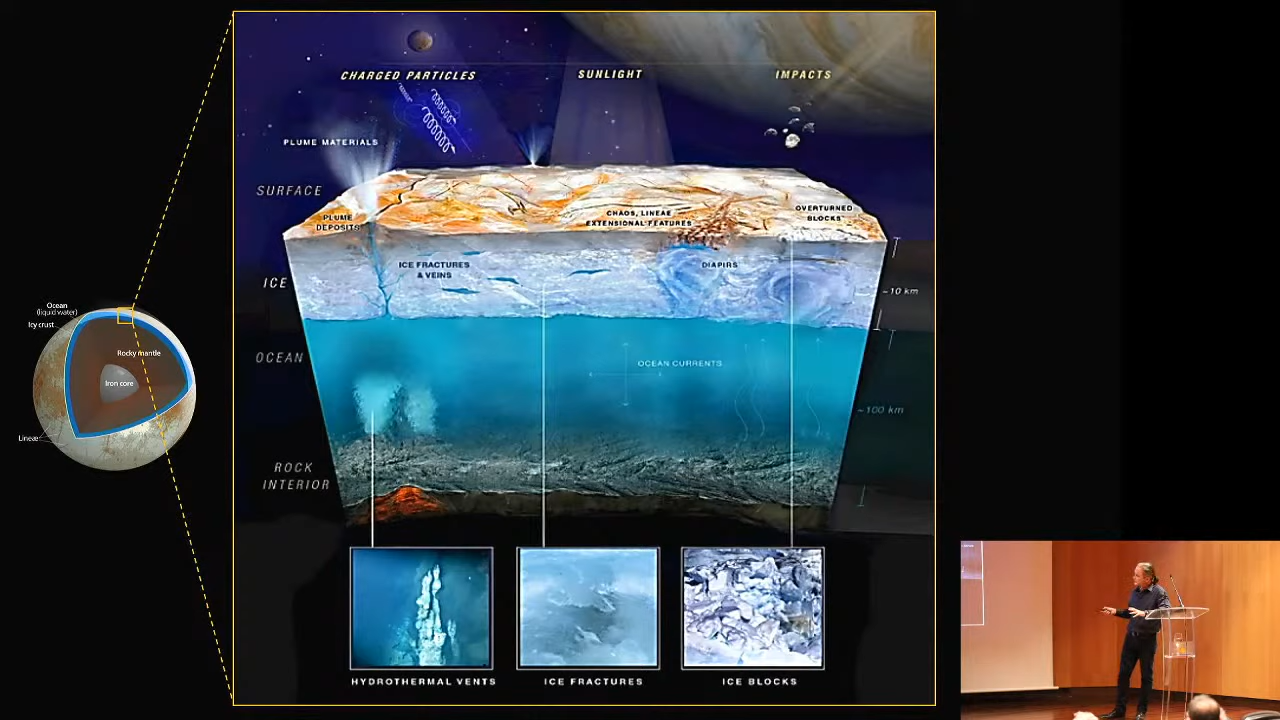 CHARGED PARTICLES
SUNLIGHT
IMPACTS
PLUME MATERIALS
SURFACE
PLUME
DEPOSITS
CHAOS, LINEAE
EXTENSIONAL FEATURES
OVERTURNED
BLOCKS
ICE FRACTURES
& VEINS
DIAPIRS
ICE
~10 km
Ocean
(liquid water)
Icy crust
Rocky mantle
Iron core
Lineae
OCEAN
OCEAN CURRENTS
~100 km
ROCK
INTERIOR
HYDROTHERMAL VENTS
ICE FRACTURES
ICE BLOCKS